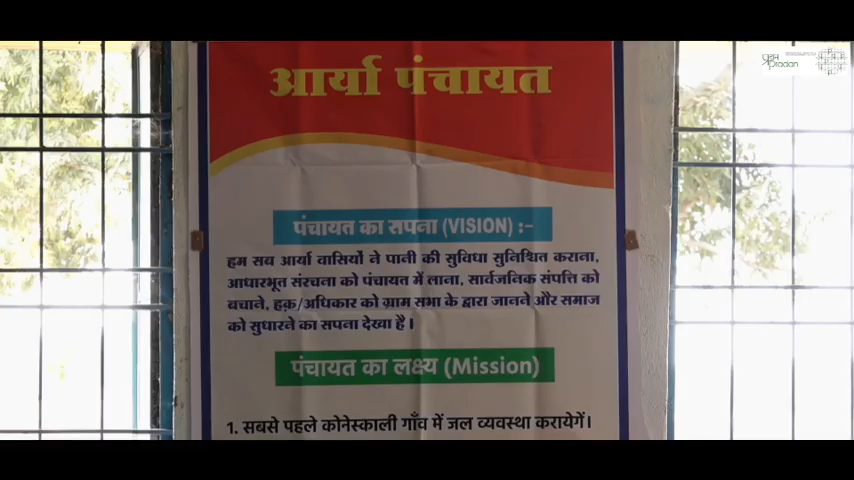 आर्या पंचायत
पंचायत का सपना (VISION) :-
हम सब आर्या वासियों ने पानी की सुविधा सुनिश्चित कराना,
आधारभूत संरचना को पंचायत में लाना, सार्वजनिक संपत्ति को
बचाने, हक़/अधिकार को ग्राम सभा के द्वारा जानने और समाज
को सुधारने का सपना देखा है।
पंचायत का लक्ष्य (Mission)
1. सबसे पहले कोनेस्काली गाँव में जल व्यवस्था करायेगें।
Pradan